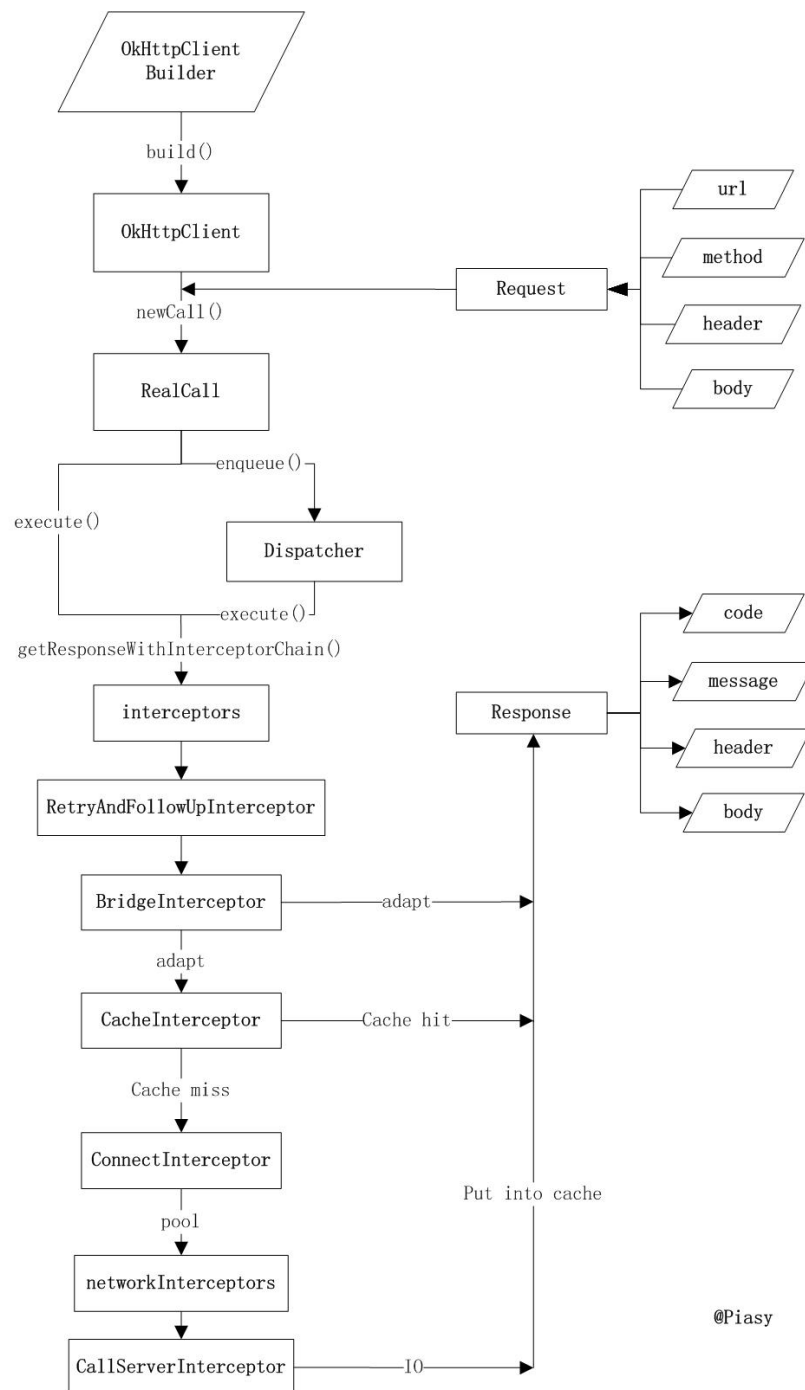 OkHttpClient
Builder
build()
OkHttpClient
url
method
Request
newCall()
header
RealCall
body
enqueue()
execute()
Dispatcher
execute()
code
getResponseWithInterceptorChain()
message
interceptors
Response
header
RetryAndFollowUpInterceptor
body
BridgeInterceptor
adapt
adapt
CacheInterceptor
Cache hit
Cache miss
ConnectInterceptor
Put into cache
pool
networkInterceptors
@Piasy
CallServerInterceptor
IO